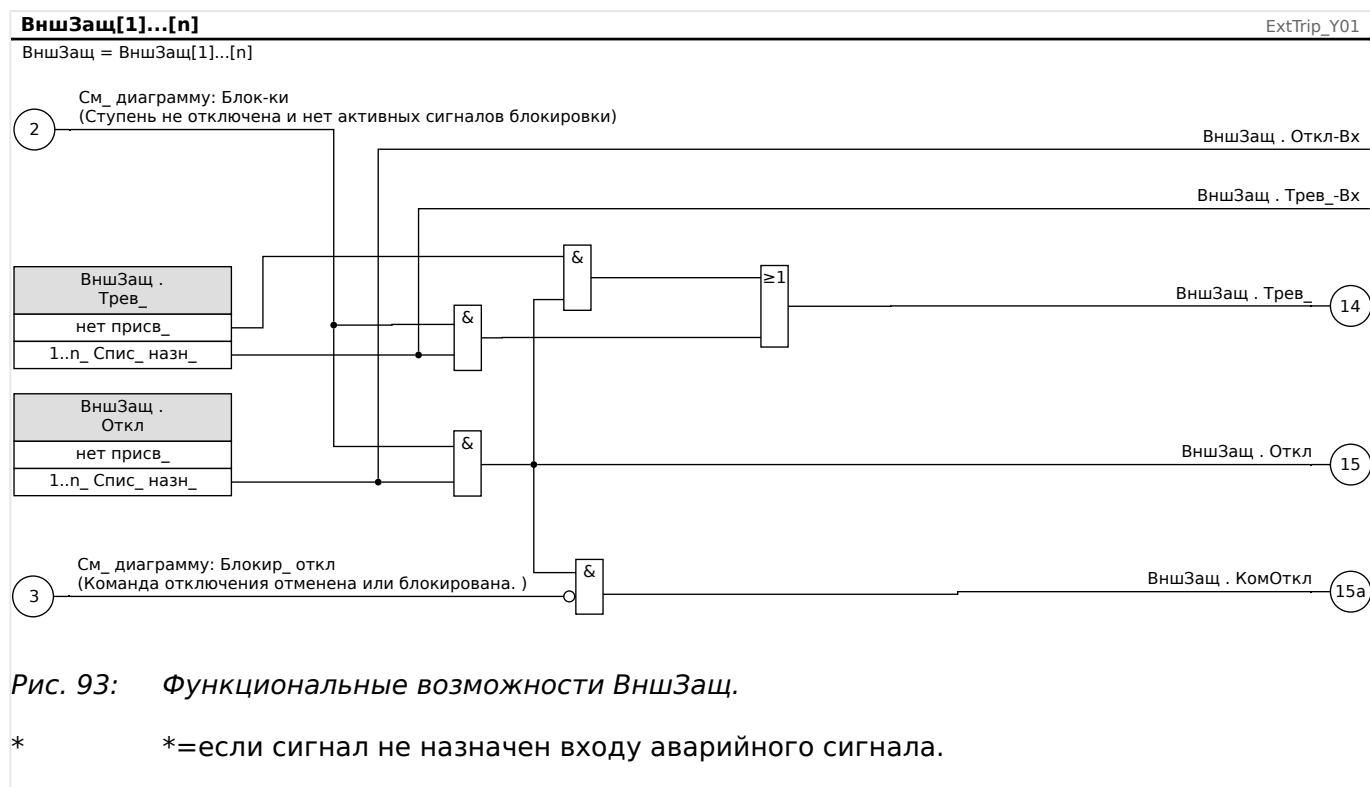 ВншЗащ[1]...[n]
ExtTrip_Y01
ВншЗащ = ВншЗащ[1]...[n]
См_ диаграмму: Блок-ки
(Ступень не отключена и нет активных сигналов блокировки)
2
ВншЗащ . Откл-Вх
ВншЗащ . Трев_-Вх
&
ВншЗащ .
Трев_
≥1
ВншЗащ . Трев_
14
нет присв_
&
1..n_ Спис_ назн_
ВншЗащ .
Откл
нет присв_
&
ВншЗащ . Откл
15
1..n_ Спис_ назн_
См_ диаграмму: Блокир_ откл
(Команда отключения отменена или блокирована. )
3
&
ВншЗащ . КомОткл
15a
Рис. 93: Функциональные возможности ВншЗащ.
* *=если сигнал не назначен входу аварийного сигнала.